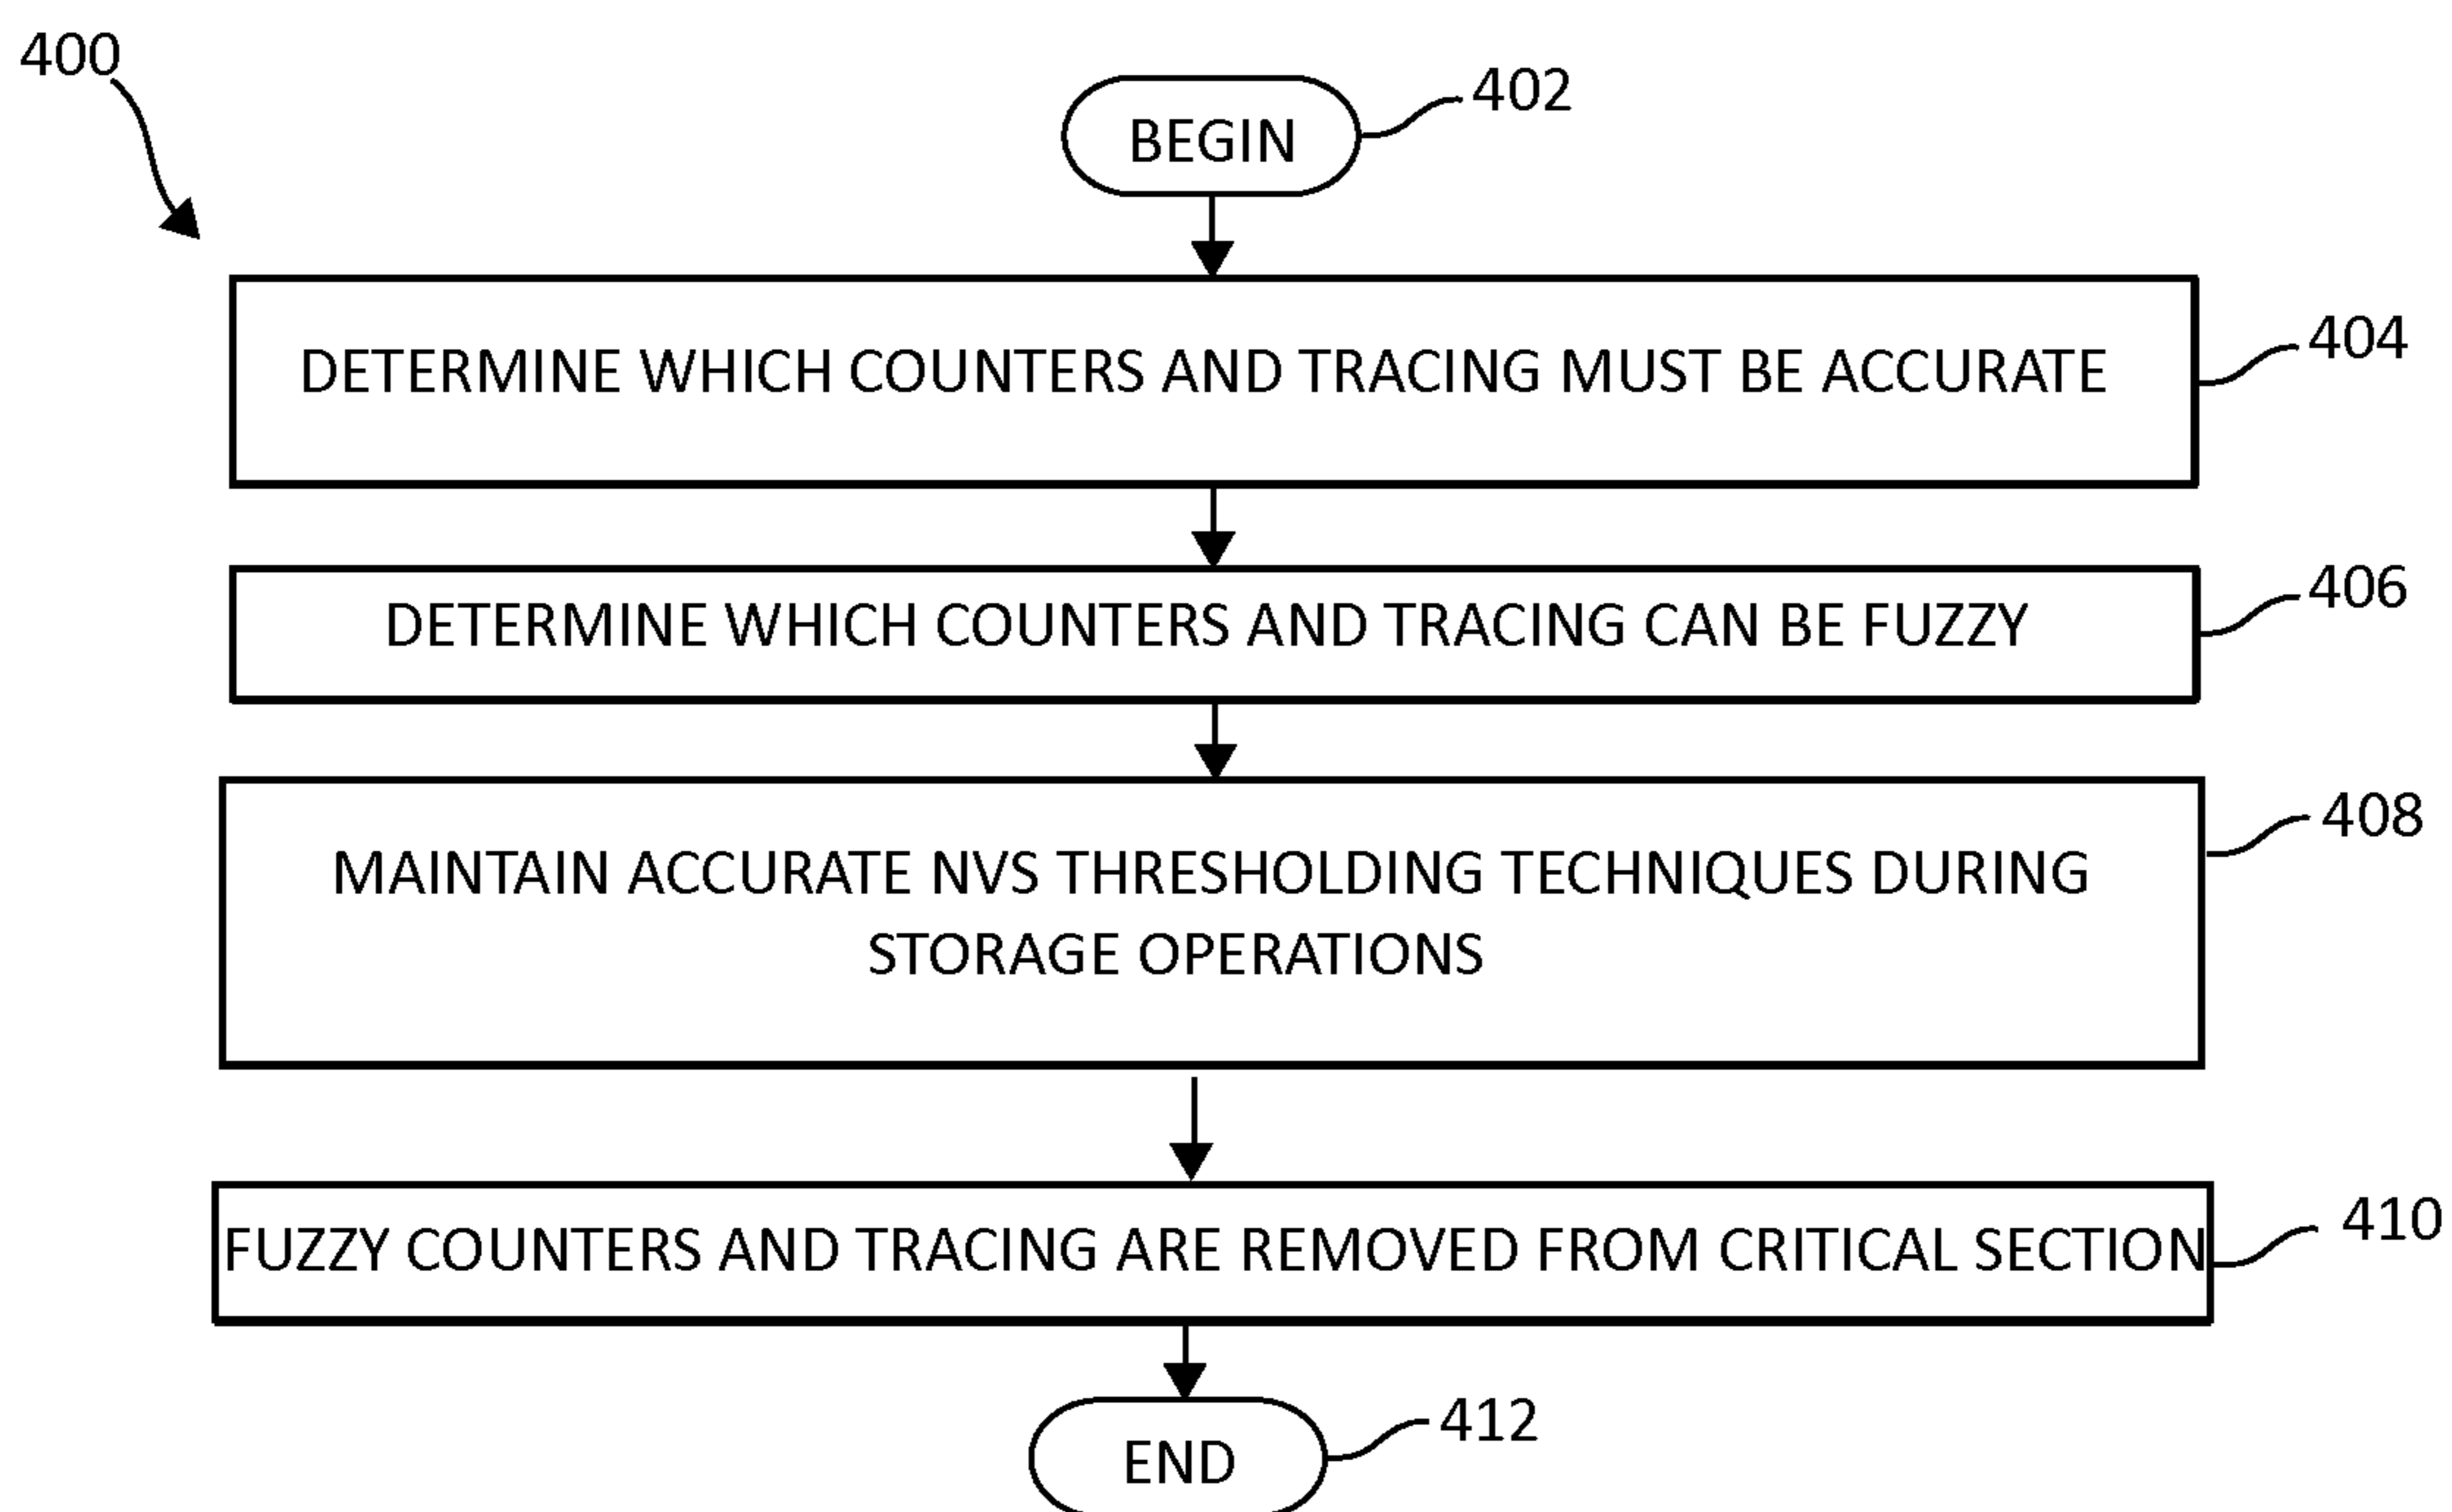 400
BEGIN
402
DETERMINE WHICH COUNTERS AND TRACING MUST BE ACCURATE
404
DETERMINE WHICH COUNTERS AND TRACING CAN BE FUZZY
406
MAINTAIN ACCURATE NVS THRESHOLDING TECHNIQUES DURING
STORAGE OPERATIONS
408
FUZZY COUNTERS AND TRACING ARE REMOVED FROM CRITICAL SECTION
410
END
412